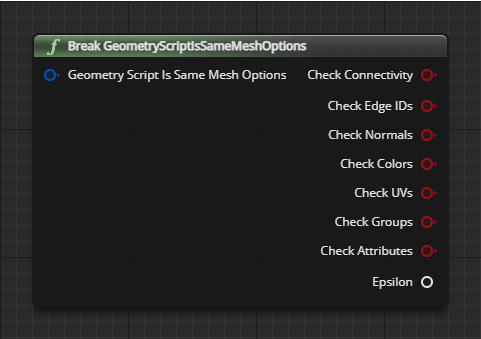 Break GeometryScriptIsSameMeshOptions
Geometry Script Is Same Mesh Options
Check Connectivity
Check Edge IDs
Check Normals
Check Colors
Check UVs
Check Groups
Check Attributes
Epsilon